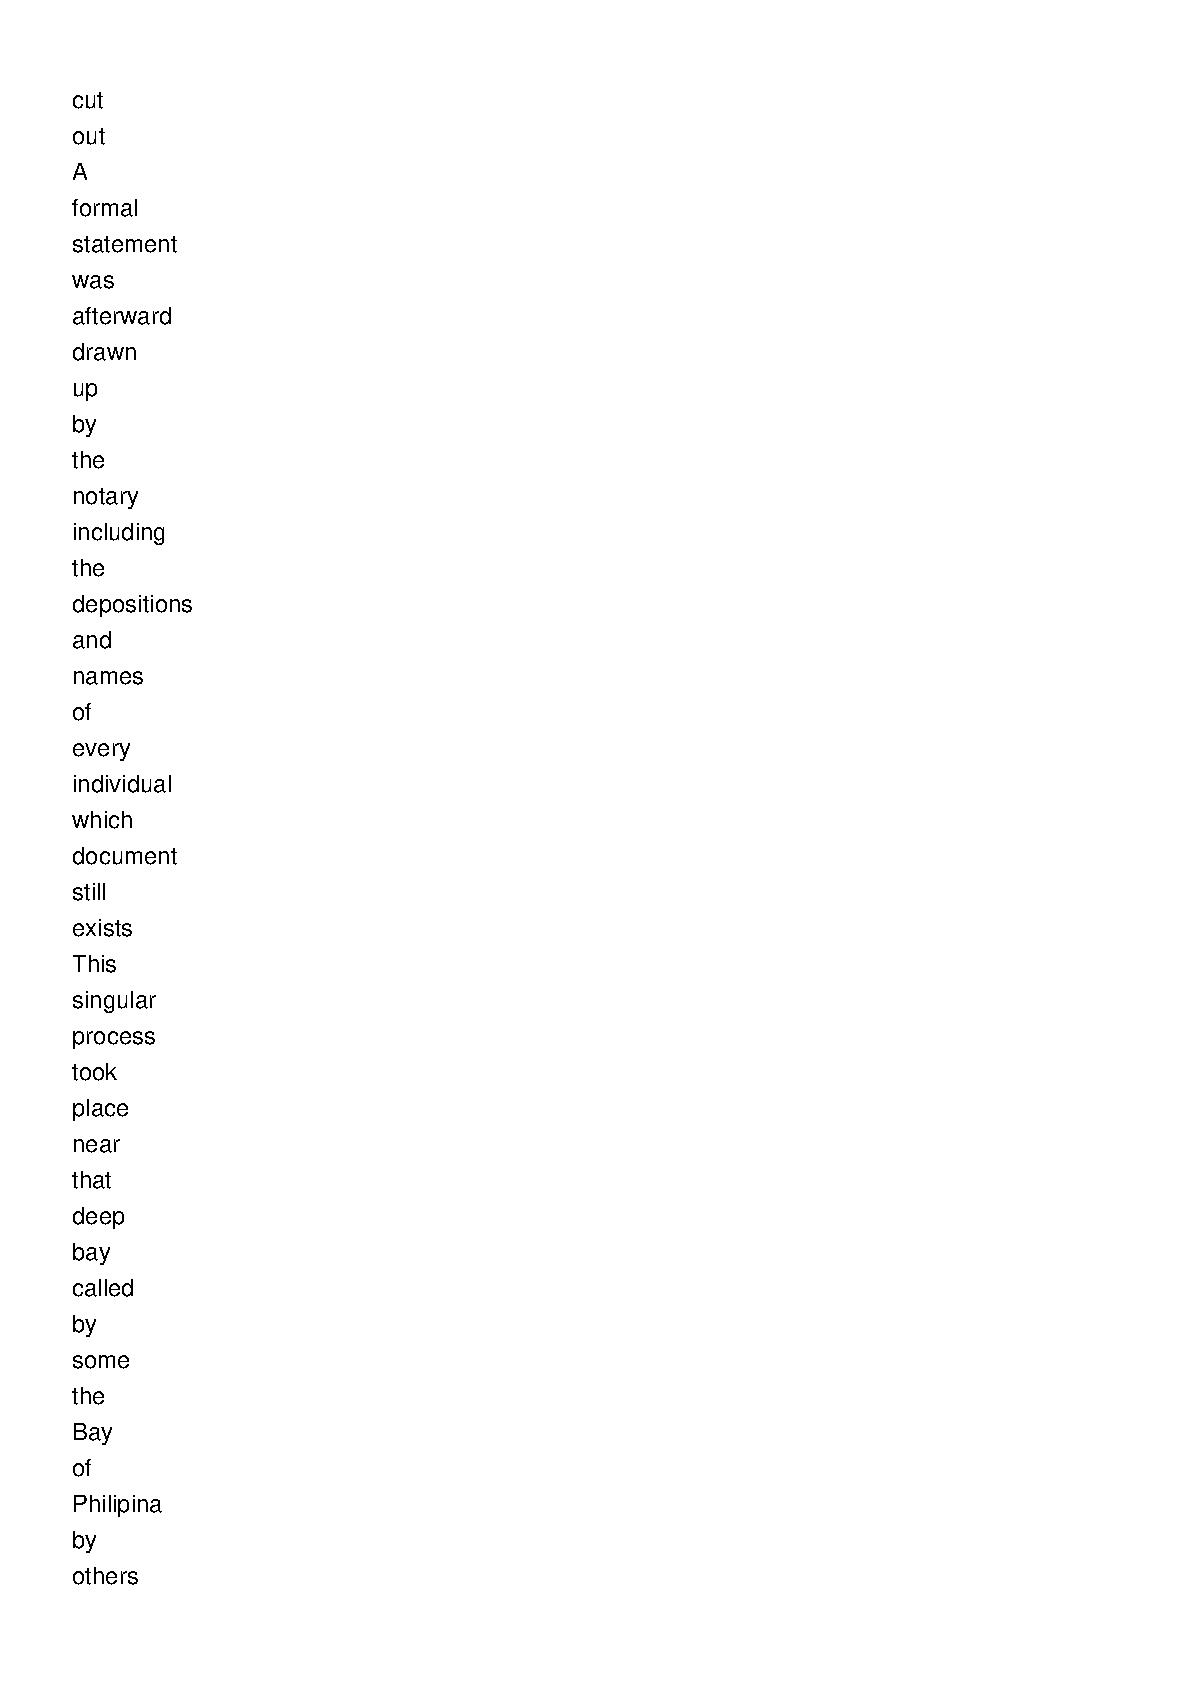 cut
out
A
formal
statement
was
afterward
drawn
up
by
the
notary
including
the
depositions
and
names
of
every
individual
which
document
still
exists
This
singular
process
took
place
near
that
deep
bay
called
by
some
the
Bay
of
Philipina
by
others